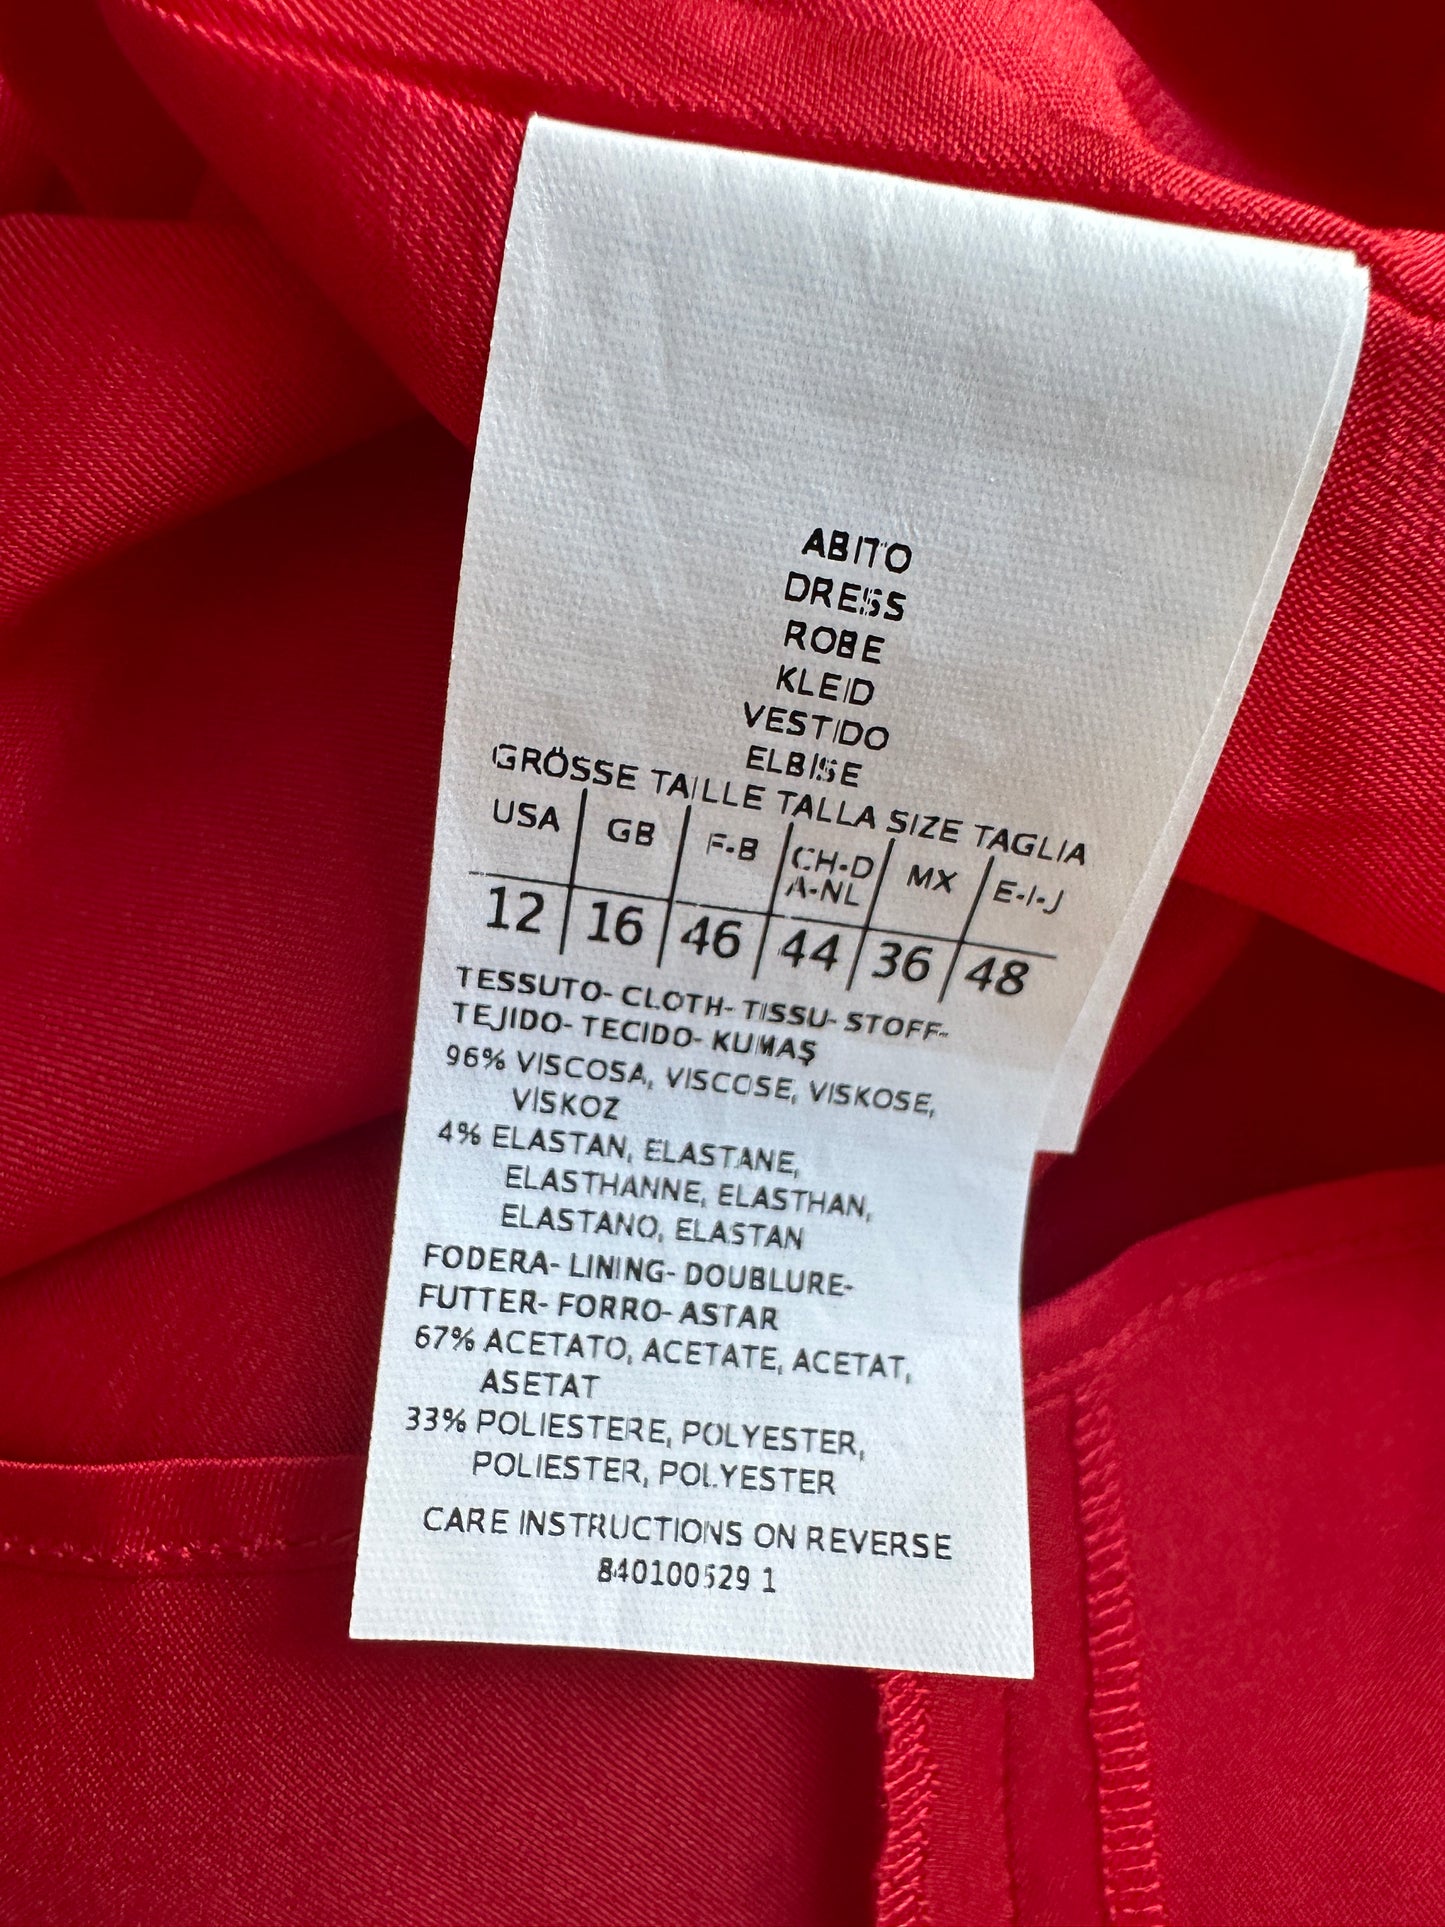 ABITO
DRESS
ROBE
KLEID
VESTIDO
ELBISE
GRÖSSE TAILLE TALLA SIZE TAGLIA
USA GB F-B CH-D A-NL MX E-I-J
12 16 46 44 36 48
TESSUTO- CLOTH- TISSU- STOFF-
TEJIDO- TECIDO- KUMAŞ
96% VISCOSA, VISCOSE, VISKOSE,
VISKOZ
4% ELASTAN, ELASTANE,
ELASTHANNE, ELASTHAN,
ELASTANO, ELASTAN
FODERA- LINING- DOUBLURE-
FUTTER- FORRO- ASTAR
67% ACETATO, ACETATE, ACETAT,
ASETAT
33% POLIESTERE, POLYESTER,
POLIESTER, POLYESTER
CARE INSTRUCTIONS ON REVERSE
840100529 1